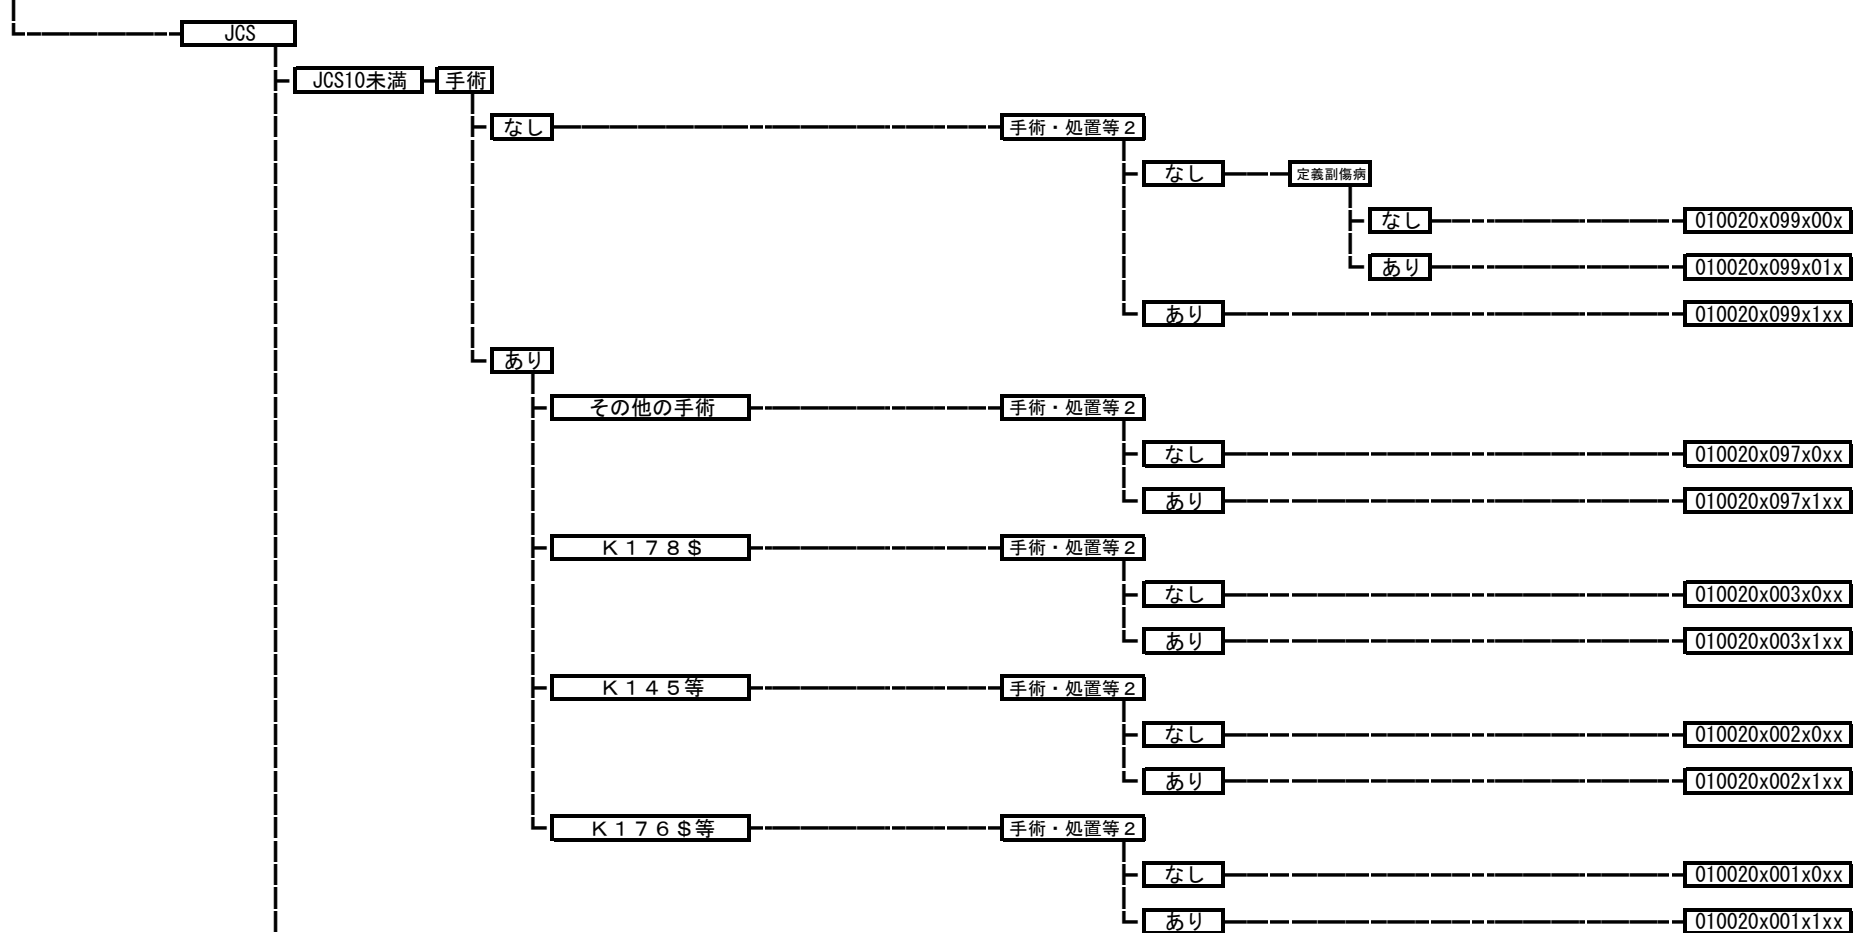 JCS
JCS10未満 手術
なし 手術・処置等２
なし 定義副傷病
なし 010020x099x00x
あり 010020x099x01x
あり 010020x099x1xx
あり
その他の手術 手術・処置等２
なし 010020x097x0xx
あり 010020x097x1xx
Ｋ１７８＄ 手術・処置等２
なし 010020x003x0xx
あり 010020x003x1xx
Ｋ１４５等 手術・処置等２
なし 010020x002x0xx
あり 010020x002x1xx
Ｋ１７６＄等 手術・処置等２
なし 010020x001x0xx
あり 010020x001x1xx